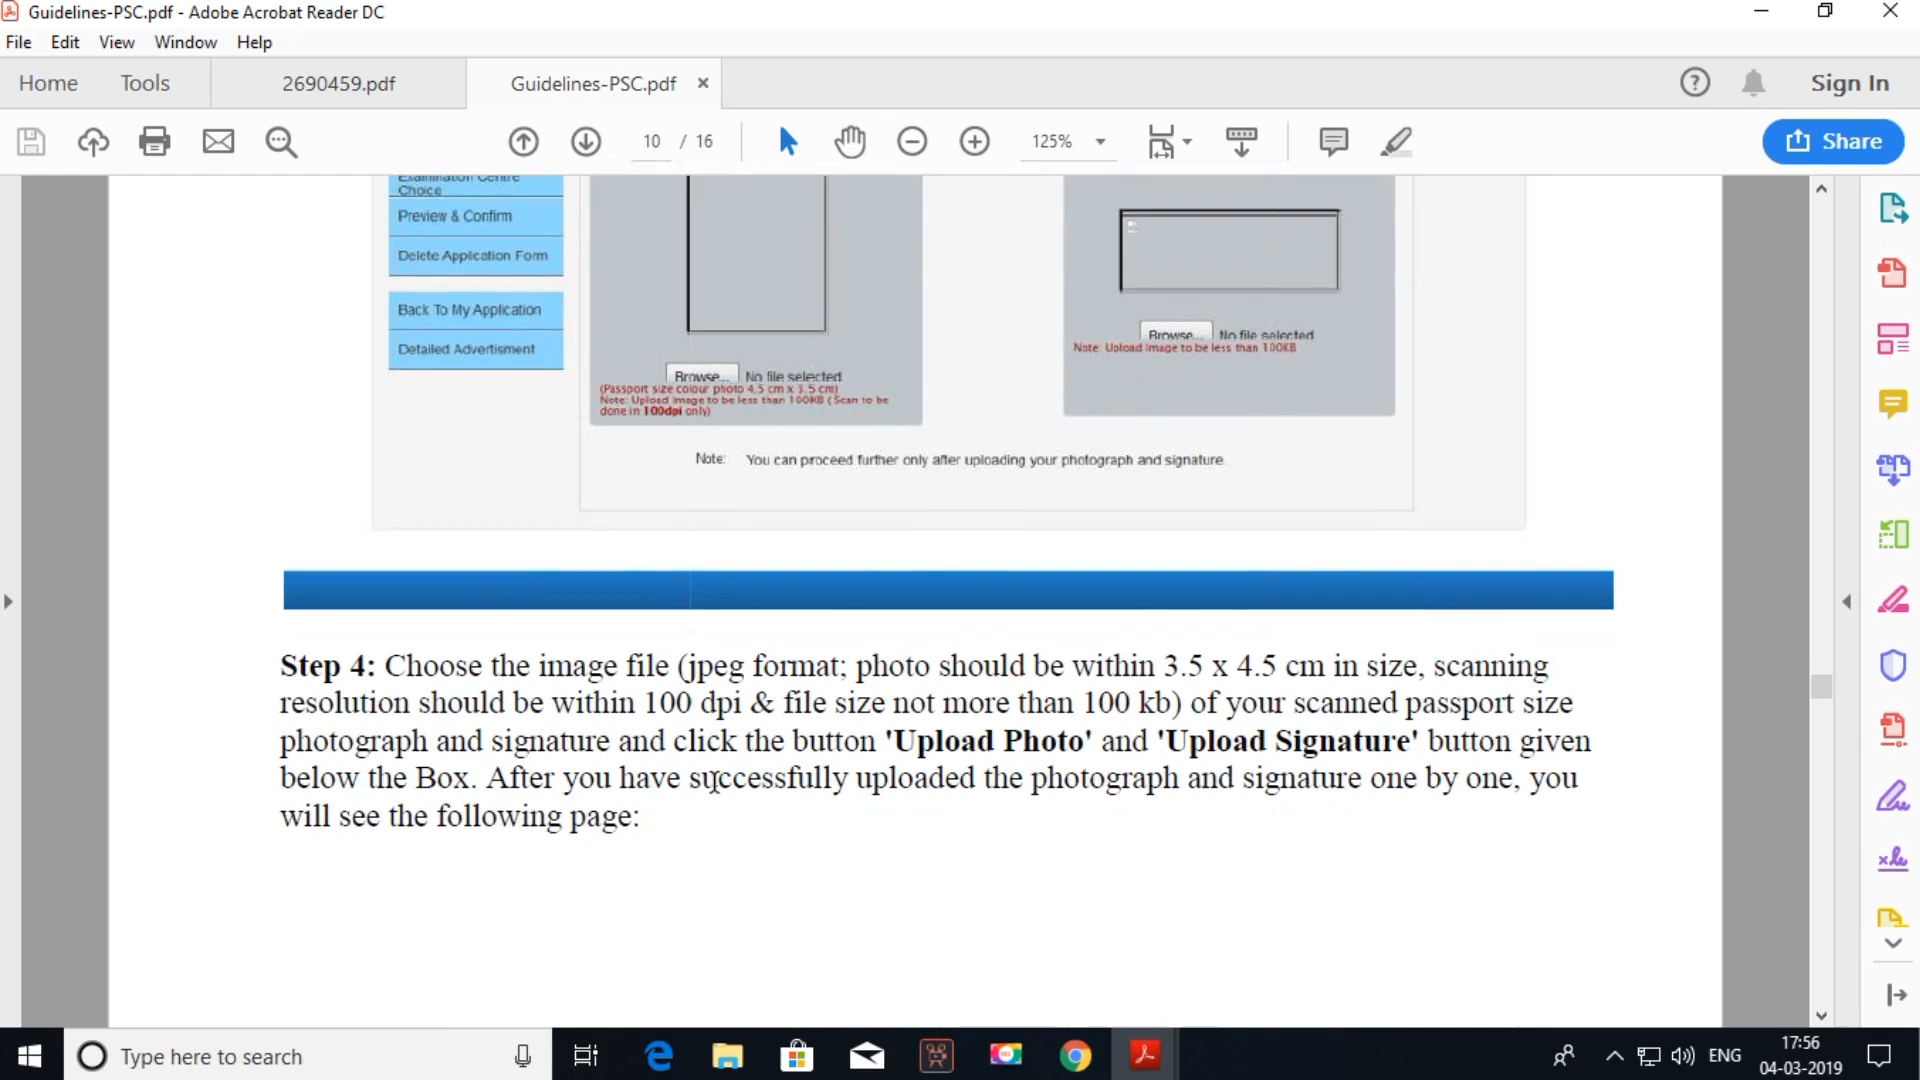 Guidelines-PSC.pdf - Adobe Acrobat Reader DC
File Edit View Window Help
Home Tools 2690459.pdf Guidelines-PSC.pdf Sign In
10 / 16 125% Share
Examination Centre
Choice
Preview & Confirm
Delete Application Form
Back To My Application
Detailed Advertisment
Browse... No file selected
(Passport size colour photo 4.5 cm x 3.5 cm)
Note: Upload Image to be less than 100KB ( Scan to be
done in 100dpi only)
Browse... No file selected
Note: Upload Image to be less than 100KB
Note: You can proceed further only after uploading your photograph and signature.
Step 4: Choose the image file (jpeg format; photo should be within 3.5 x 4.5 cm in size, scanning
resolution should be within 100 dpi & file size not more than 100 kb) of your scanned passport size
photograph and signature and click the button 'Upload Photo' and 'Upload Signature' button given
below the Box. After you have successfully uploaded the photograph and signature one by one, you
will see the following page:
Type here to search
ENG
17:56
04-03-2019